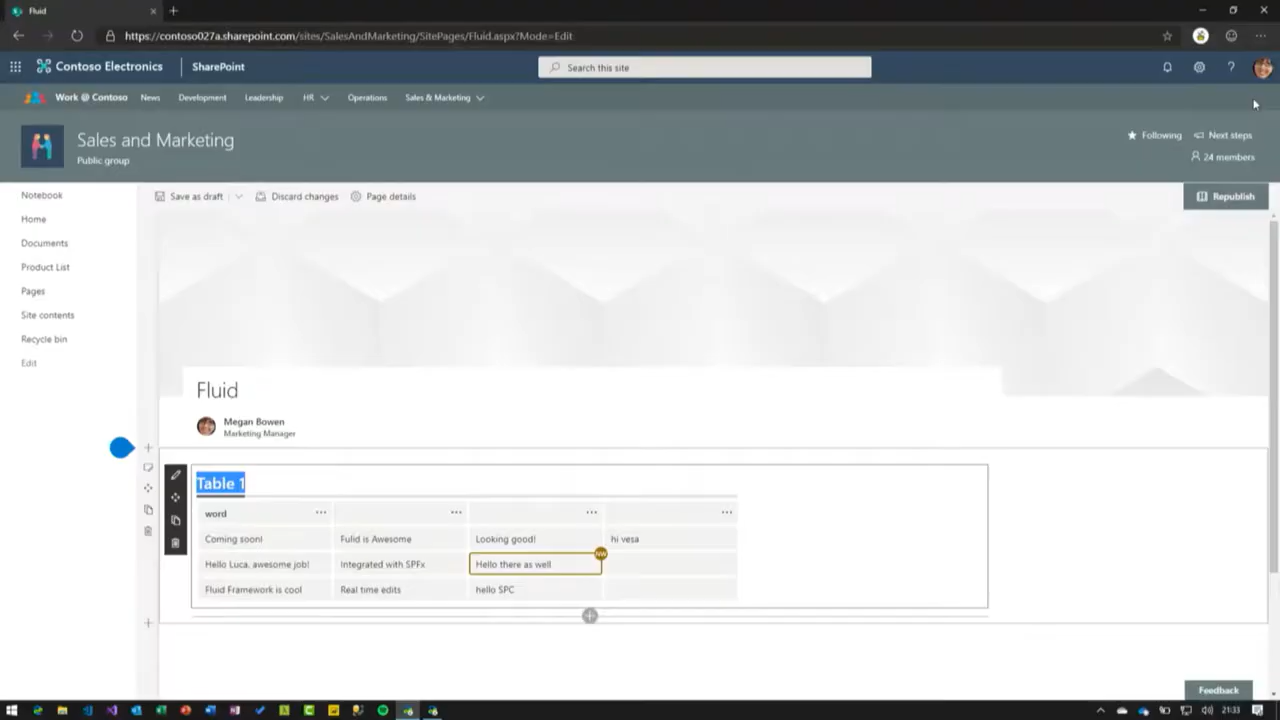 Fluid
https://contoso027a.sharepoint.com/sites/SalesAndMarketing/SitePages/Fluid.aspx?Mode=Edit
Contoso Electronics SharePoint Search this site
Work @ Contoso News Development Leadership HR Operations Sales & Marketing
Sales and Marketing
Public group
Following Next steps
24 members
Notebook
Home
Documents
Product List
Pages
Site contents
Recycle bin
Edit
Save as draft Discard changes Page details Republish
Fluid
Megan Bowen
Marketing Manager
Table 1
word
Coming soon! Fulid is Awesome Looking good! hi vesa
NW
Hello Luca, awesome job! Integrated with SPFx Hello there as well
Fluid Framework is cool Real time edits hello SPC
Feedback
21:33